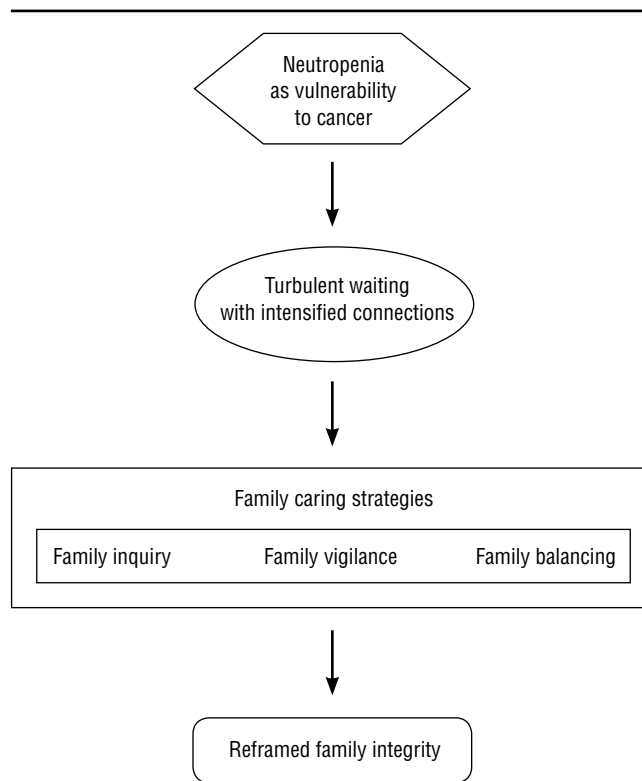 Neutropenia
as vulnerability
to cancer
Turbulent waiting
with intensified connections
Family caring strategies
Family inquiry Family vigilance Family balancing
Reframed family integrity